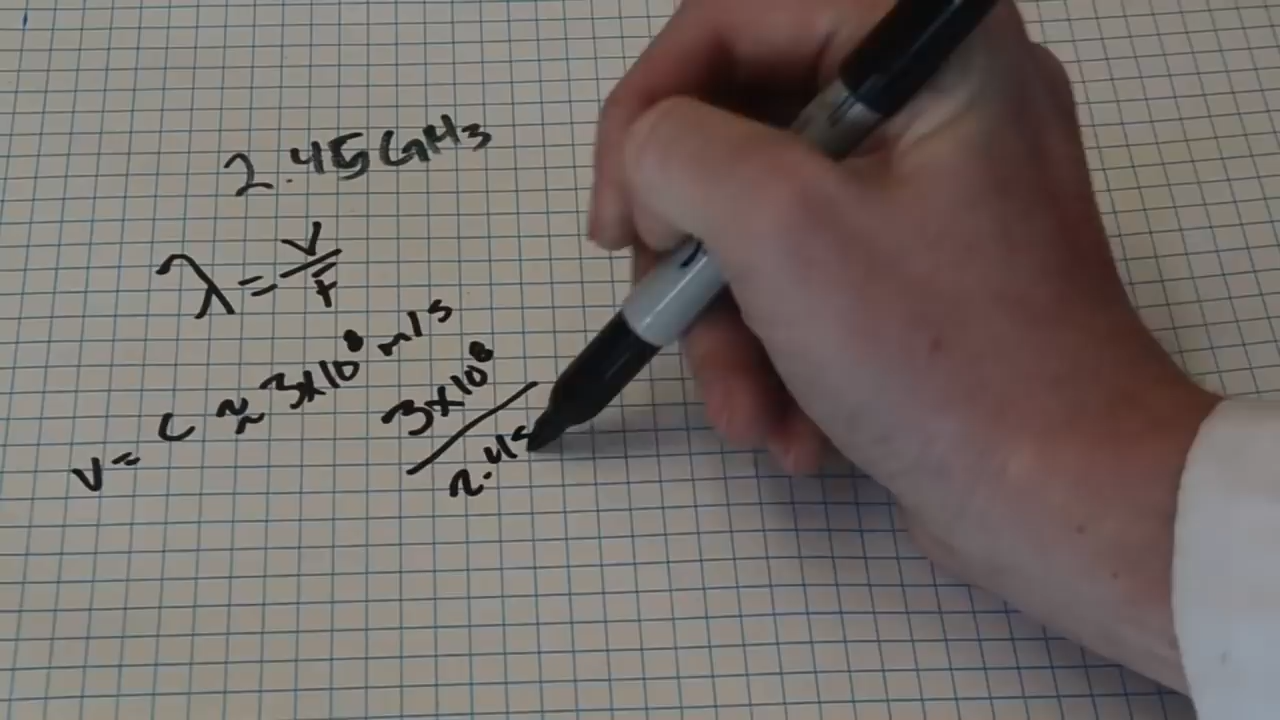 2.45GHz
λ = V/F
V = C ≈ 3x10⁸ m/s
3x10⁸/2.45